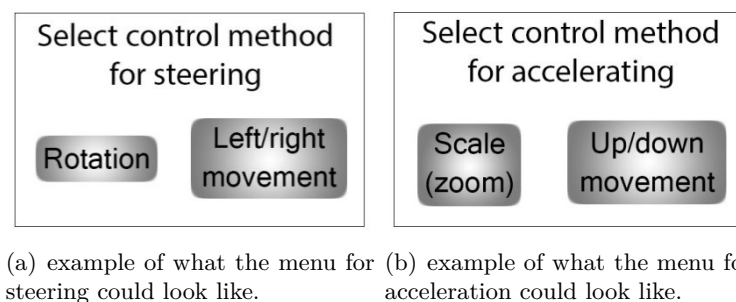 Select control method
for steering
Rotation
Left/right
movement
Select control method
for accelerating
Scale
(zoom)
Up/down
movement
(a) example of what the menu for
steering could look like.
(b) example of what the menu
acceleration could look like.